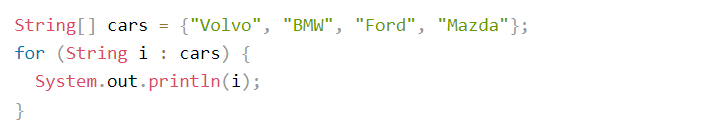 String[] cars = {"Volvo", "BMW", "Ford", "Mazda"};
for (String i : cars) {
  System.out.println(i);
}